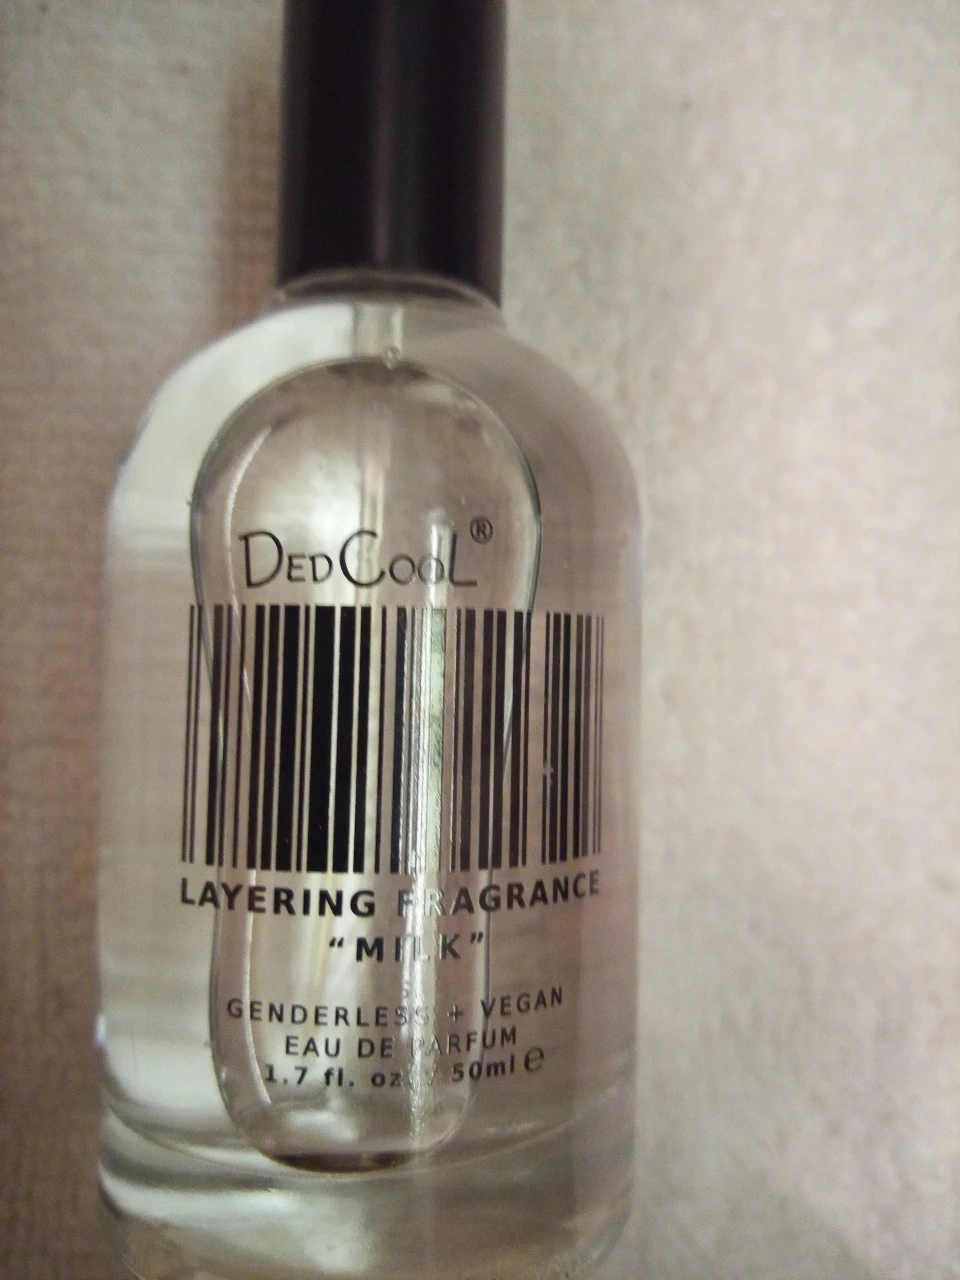 DEDCOOL®
LAYERING FRAGRANCE
“MILK”
GENDERLESS + VEGAN
EAU DE PARFUM
1.7 fl. oz. / 50ml ℮